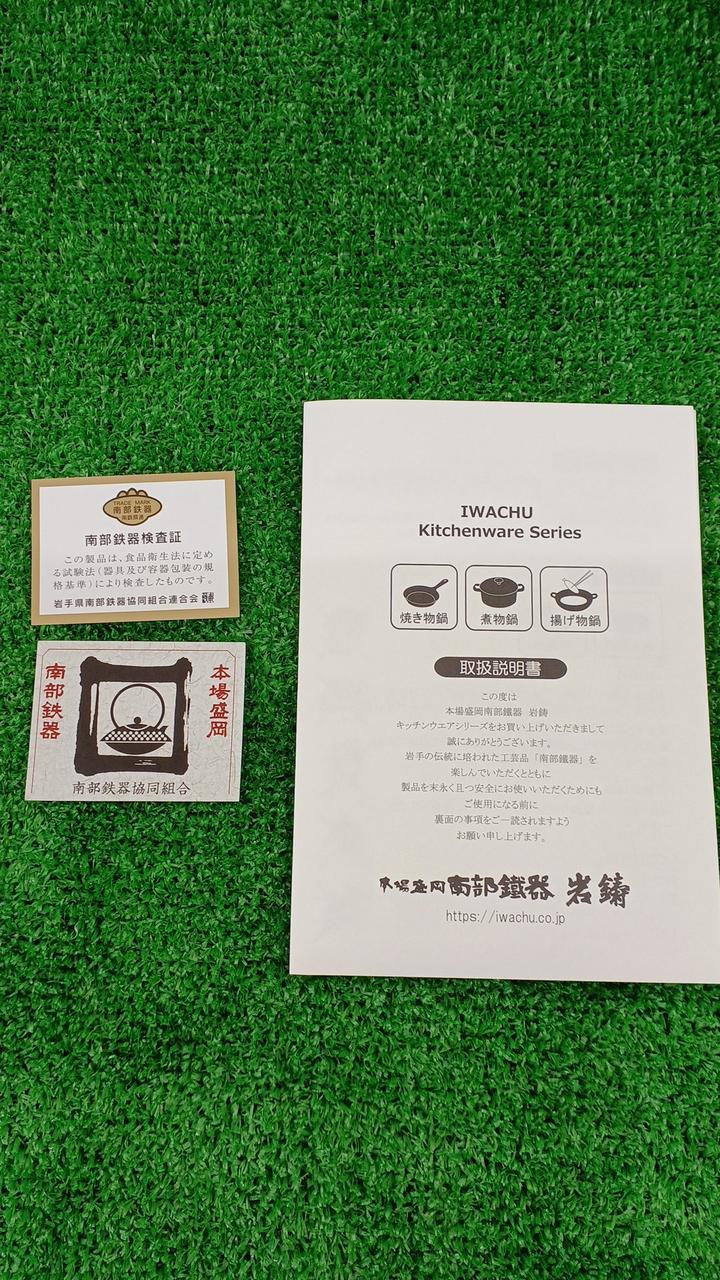 TRADE MARK
南部鉄器
南部鉄器検査証
この製品は、食品衛生法に定め
る試験法(器具及び容器包装の規
格基準)により検査したものです。
岩手県南部鉄器協同組合連合会
本場盛岡
南部鉄器
南部鉄器協同組合
IWACHU
Kitchenware Series
焼き物鍋
煮物鍋
揚げ物鍋
取扱説明書
この度は
本場盛岡南部鐵器 岩鋳
キッチンウエアシリーズをお買い上げいただきまして
誠にありがとうございます。
岩手の伝統に培われた工芸品「南部鐵器」を
楽しんでいただくとともに
製品を末永く且つ安全にお使いいただくためにも
ご使用になる前に
裏面の事項をご一読されますよう
お願い申し上げます。
本場盛岡南部鐵器 岩鑄
https://iwachu.co.jp